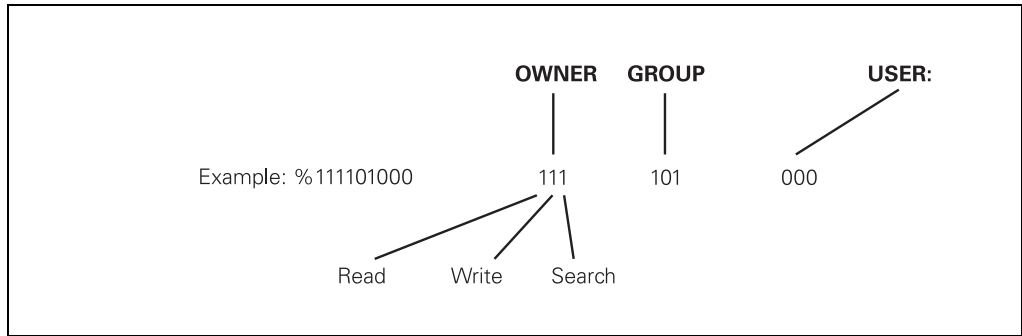 OWNER GROUP USER:
Example: %111101000 111 101 000
Read Write Search